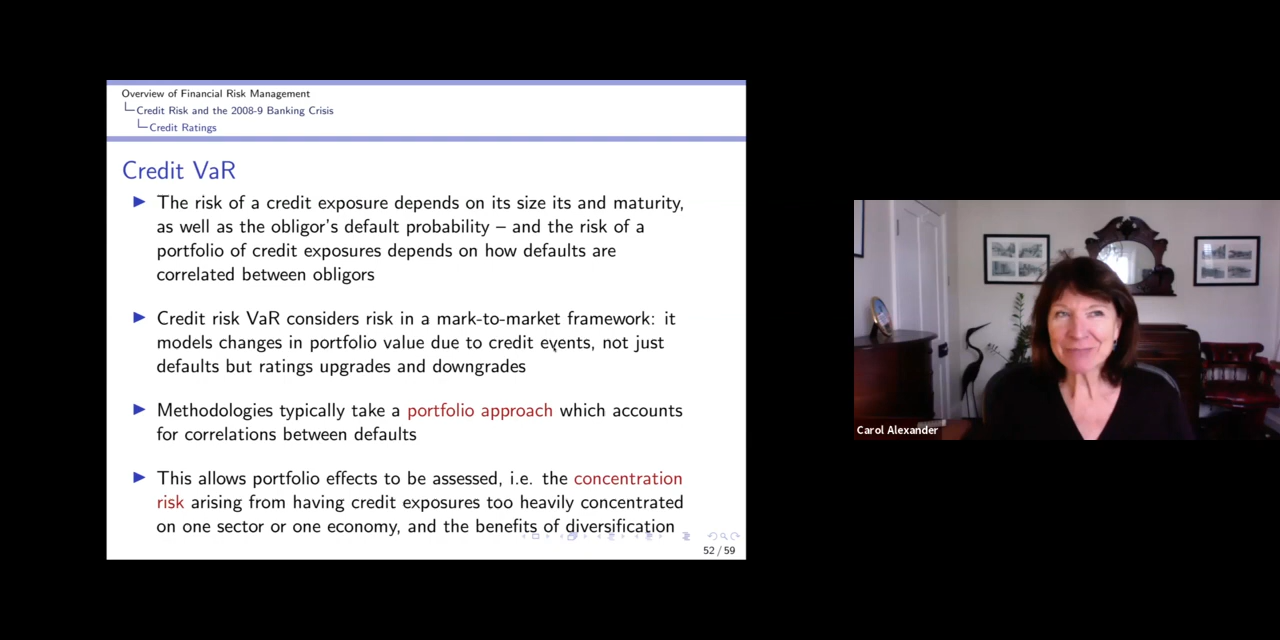 Overview of Financial Risk Management
Credit Risk and the 2008-9 Banking Crisis
Credit Ratings
Credit VaR
The risk of a credit exposure depends on its size its and maturity,
as well as the obligor's default probability – and the risk of a
portfolio of credit exposures depends on how defaults are
correlated between obligors
Credit risk VaR considers risk in a mark-to-market framework: it
models changes in portfolio value due to credit events, not just
defaults but ratings upgrades and downgrades
Methodologies typically take a portfolio approach which accounts
for correlations between defaults
This allows portfolio effects to be assessed, i.e. the concentration
risk arising from having credit exposures too heavily concentrated
on one sector or one economy, and the benefits of diversification
52 / 59
Carol Alexander